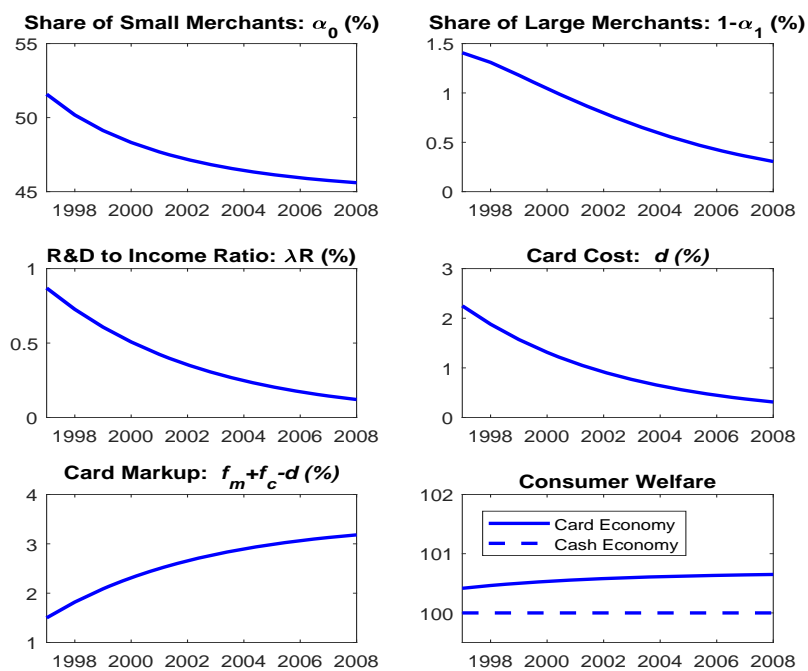 Share of Small Merchants: α0 (%)
55
50
45
1998 2000 2002 2004 2006 2008
Share of Large Merchants: 1-α1 (%)
1.5
1
0.5
0
1998 2000 2002 2004 2006 2008
R&D to Income Ratio: λR (%)
1
0.5
0
1998 2000 2002 2004 2006 2008
Card Cost: d (%)
3
2
1
0
1998 2000 2002 2004 2006 2008
Card Markup: fm+fc-d (%)
4
3
2
1
1998 2000 2002 2004 2006 2008
Consumer Welfare
102
101
100
Card Economy
Cash Economy
1998 2000 2002 2004 2006 2008